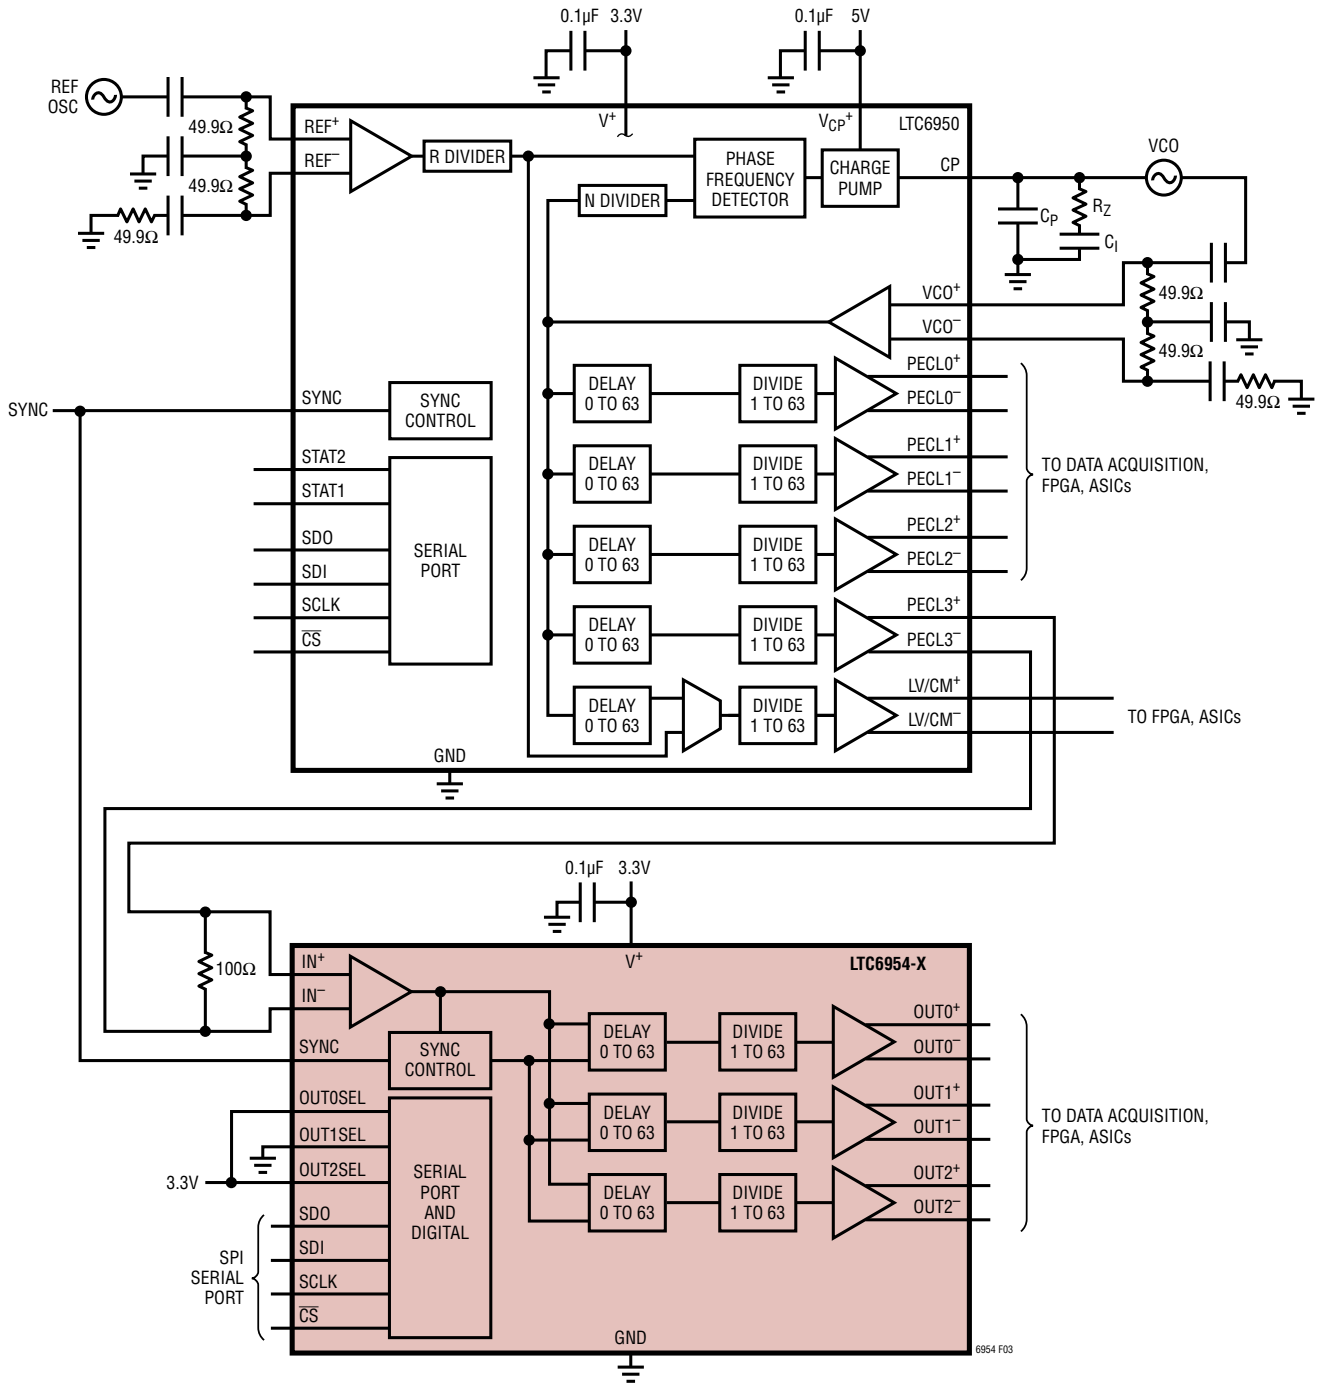 0.1µF 3.3V
0.1µF 5V
REF
OSC
49.9Ω
49.9Ω
49.9Ω
REF+
REF–
R DIVIDER
V+
VCP+
LTC6950
PHASE
FREQUENCY
DETECTOR
CHARGE
PUMP
CP
VCO
N DIVIDER
CP
RZ
CI
VCO+
VCO–
49.9Ω
49.9Ω
49.9Ω
SYNC
SYNC
SYNC
CONTROL
STAT2
STAT1
SDO
SDI
SCLK
CS
SERIAL
PORT
DELAY
0 TO 63
DIVIDE
1 TO 63
PECL0+
PECL0–
DELAY
0 TO 63
DIVIDE
1 TO 63
PECL1+
PECL1–
DELAY
0 TO 63
DIVIDE
1 TO 63
PECL2+
PECL2–
TO DATA ACQUISITION,
FPGA, ASICs
DELAY
0 TO 63
DIVIDE
1 TO 63
PECL3+
PECL3–
DELAY
0 TO 63
DIVIDE
1 TO 63
LV/CM+
LV/CM–
TO FPGA, ASICs
GND
0.1µF 3.3V
100Ω
IN+
IN–
V+
LTC6954-X
SYNC
SYNC
CONTROL
OUT0SEL
OUT1SEL
OUT2SEL
3.3V
SDO
SDI
SCLK
CS
SPI
SERIAL
PORT
SERIAL
PORT
AND
DIGITAL
DELAY
0 TO 63
DIVIDE
1 TO 63
OUT0+
OUT0–
DELAY
0 TO 63
DIVIDE
1 TO 63
OUT1+
OUT1–
DELAY
0 TO 63
DIVIDE
1 TO 63
OUT2+
OUT2–
TO DATA ACQUISITION,
FPGA, ASICs
GND
6954 F03